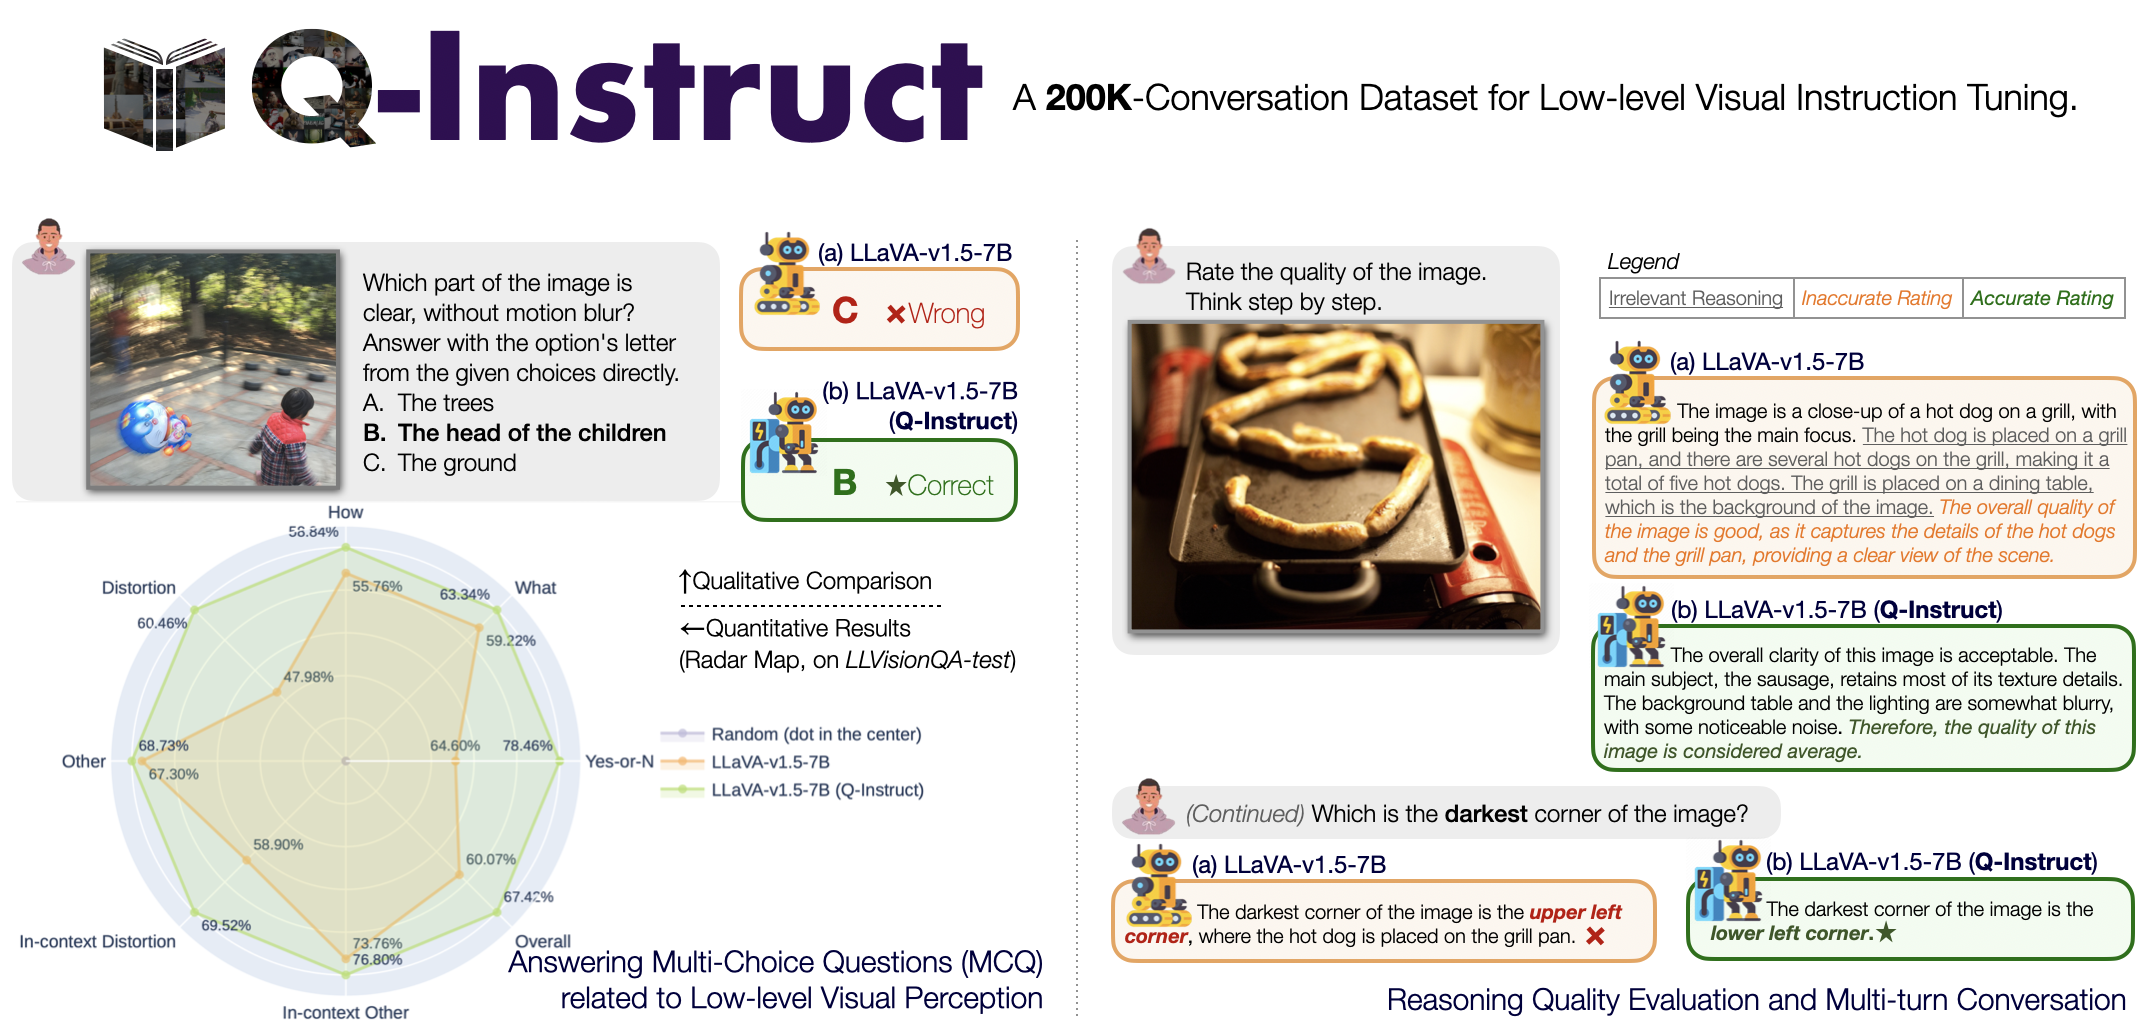 Q-Instruct
A 200K-Conversation Dataset for Low-level Visual Instruction Tuning.
Which part of the image is
clear, without motion blur?
Answer with the option's letter
from the given choices directly.
A. The trees
B. The head of the children
C. The ground
(a) LLaVA-v1.5-7B
C ✖Wrong
(b) LLaVA-v1.5-7B
(Q-Instruct)
B ★Correct
How
58.84%
Distortion
60.46%
55.76%
63.34%
What
59.22%
47.98%
Other
68.73%
67.30%
64.60%
78.46%
Yes-or-N
58.90%
60.07%
67.42%
69.52%
In-context Distortion
73.76%
76.80%
Overall
In-context Other
↑Qualitative Comparison
←Quantitative Results
(Radar Map, on LLVisionQA-test)
Random (dot in the center)
LLaVA-v1.5-7B
LLaVA-v1.5-7B (Q-Instruct)
Answering Multi-Choice Questions (MCQ)
related to Low-level Visual Perception
Rate the quality of the image.
Think step by step.
Legend
Irrelevant Reasoning
Inaccurate Rating
Accurate Rating
(a) LLaVA-v1.5-7B
The image is a close-up of a hot dog on a grill, with
the grill being the main focus. The hot dog is placed on a grill
pan, and there are several hot dogs on the grill, making it a
total of five hot dogs. The grill is placed on a dining table,
which is the background of the image. The overall quality of
the image is good, as it captures the details of the hot dogs
and the grill pan, providing a clear view of the scene.
(b) LLaVA-v1.5-7B (Q-Instruct)
The overall clarity of this image is acceptable. The
main subject, the sausage, retains most of its texture details.
The background table and the lighting are somewhat blurry,
with some noticeable noise. Therefore, the quality of this
image is considered average.
(Continued) Which is the darkest corner of the image?
(a) LLaVA-v1.5-7B
The darkest corner of the image is the upper left
corner, where the hot dog is placed on the grill pan. ✖
(b) LLaVA-v1.5-7B (Q-Instruct)
The darkest corner of the image is the
lower left corner.★
Reasoning Quality Evaluation and Multi-turn Conversation